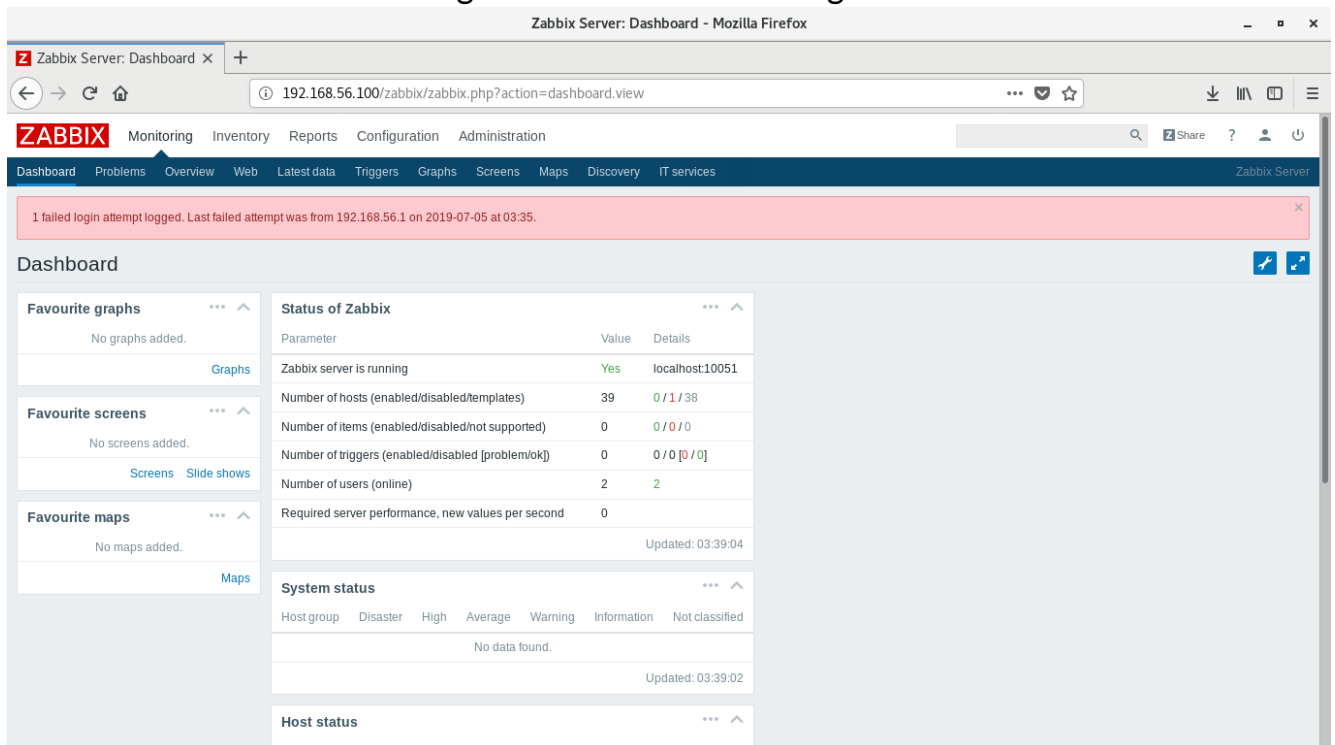 Zabbix Server: Dashboard - Mozilla Firefox
Z Zabbix Server: Dashboard
192.168.56.100/zabbix/zabbix.php?action=dashboard.view
ZABBIX Monitoring Inventory Reports Configuration Administration Z Share ?
Dashboard Problems Overview Web Latest data Triggers Graphs Screens Maps Discovery IT services Zabbix Server
1 failed login attempt logged. Last failed attempt was from 192.168.56.1 on 2019-07-05 at 03:35.
Dashboard
Favourite graphs
No graphs added.
Graphs
Favourite screens
No screens added.
Screens Slide shows
Favourite maps
No maps added.
Maps
Status of Zabbix
Parameter Value Details
Zabbix server is running Yes localhost:10051
Number of hosts (enabled/disabled/templates) 39 0 / 1 / 38
Number of items (enabled/disabled/not supported) 0 0 / 0 / 0
Number of triggers (enabled/disabled [problem/ok]) 0 0 / 0 [0 / 0]
Number of users (online) 2 2
Required server performance, new values per second 0
Updated: 03:39:04
System status
Host group Disaster High Average Warning Information Not classified
No data found.
Updated: 03:39:02
Host status